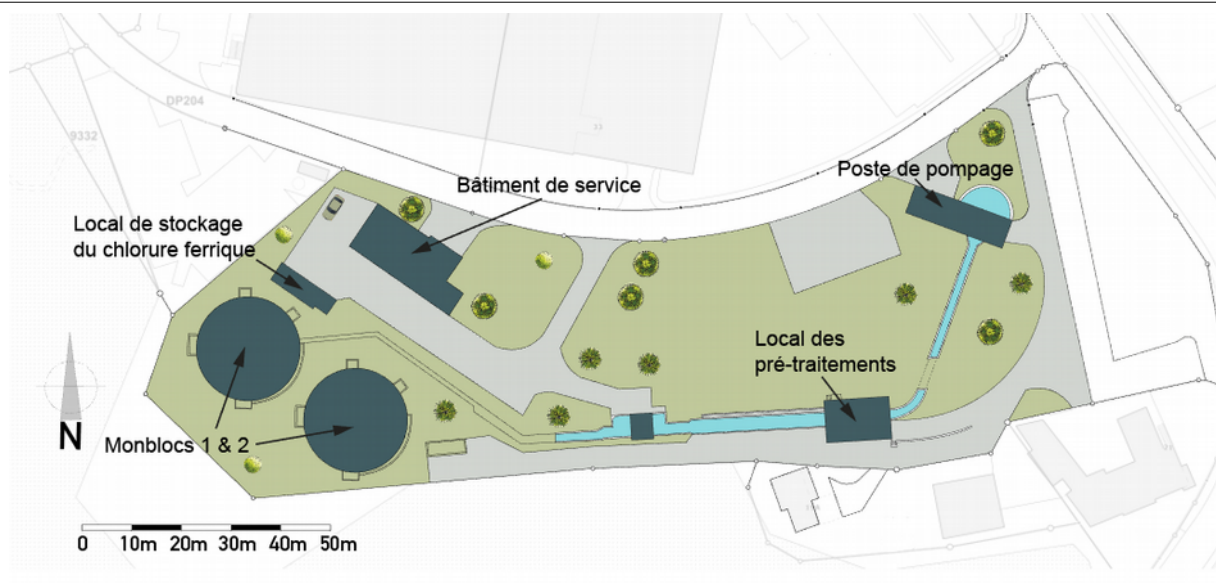 DP204
9332
33
Poste de pompage
Bâtiment de service
Local de stockage
du chlorure ferrique
Local des
pré-traitements
Monblocs 1 & 2
N
0 10m 20m 30m 40m 50m